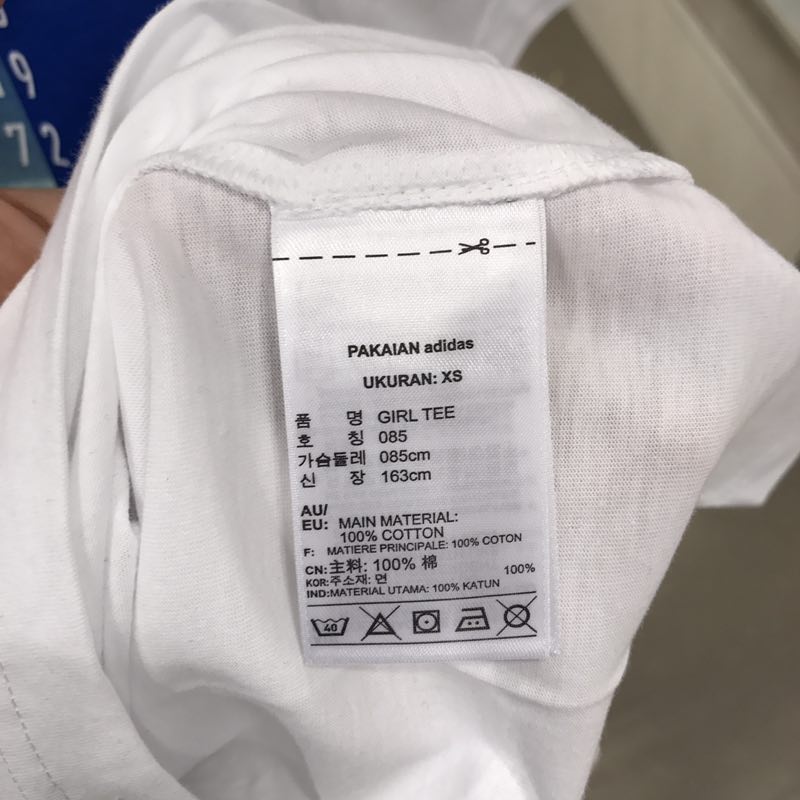 9
72
PAKAIAN adidas
UKURAN: XS
품 명 GIRL TEE
호 칭 085
가슴둘레 085cm
신 장 163cm
AU/
EU: MAIN MATERIAL:
100% COTTON
F: MATIERE PRINCIPALE: 100% COTON
CN:主料: 100% 棉
KOR:주소재: 면 100%
IND:MATERIAL UTAMA: 100% KATUN
40